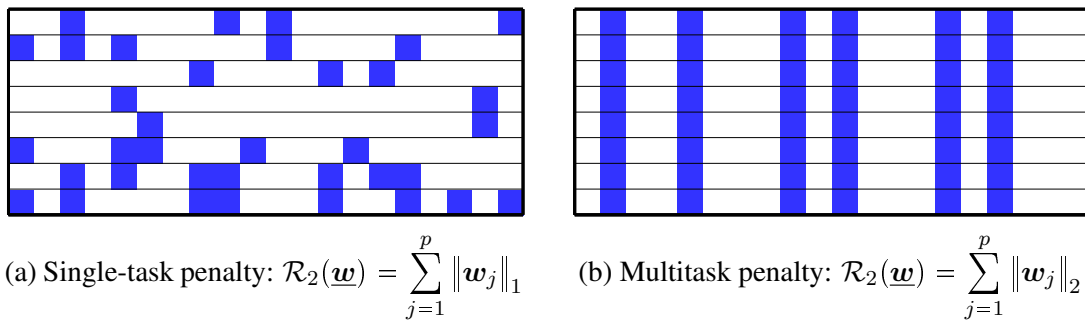 (a) Single-task penalty: $\mathcal{R}_2(\underline{\boldsymbol{w}}) = \sum_{j=1}^{p} \|\boldsymbol{w}_j\|_1$
(b) Multitask penalty: $\mathcal{R}_2(\underline{\boldsymbol{w}}) = \sum_{j=1}^{p} \|\boldsymbol{w}_j\|_2$